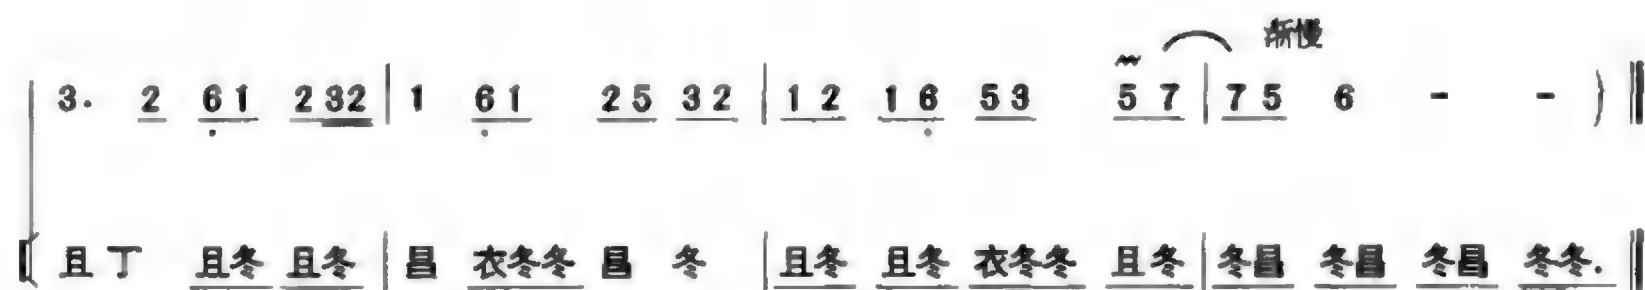 渐慢
3. 2 61 232 | 1 61 25 32 | 12 16 53 57 | 75 6 - - ) ‖
且丁 且冬 且冬 | 昌 衣冬冬 昌 冬 | 且冬 且冬 衣冬冬 且冬 | 冬昌 冬昌 冬昌 冬冬. ‖